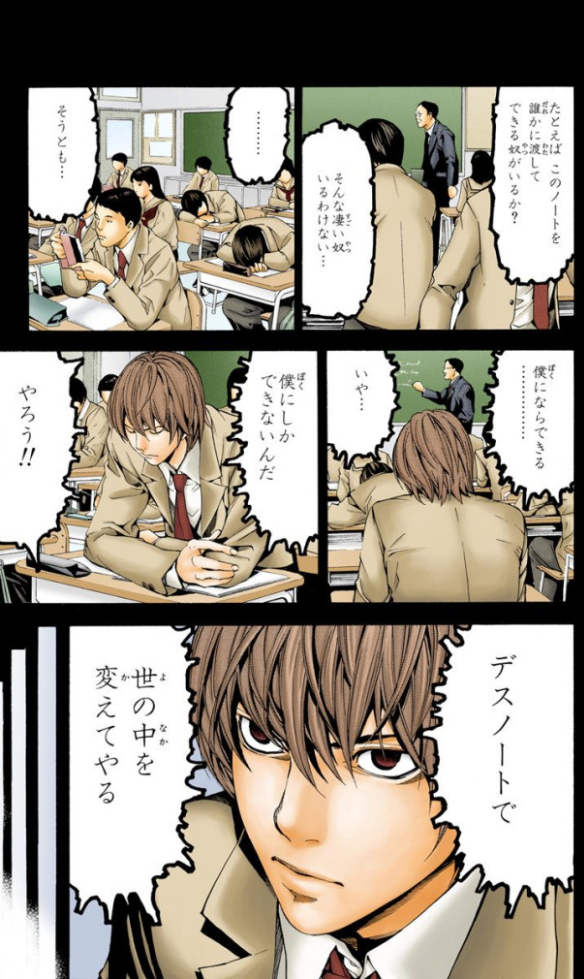 たとえば このノートを
誰かに渡して
できる奴がいるか？
そんな凄い奴
いるわけない…
………
そうとも…
僕にならできる
…………
いや…
僕にしか
できないんだ
やろう!!
デスノートで
世の中を
変えてやる